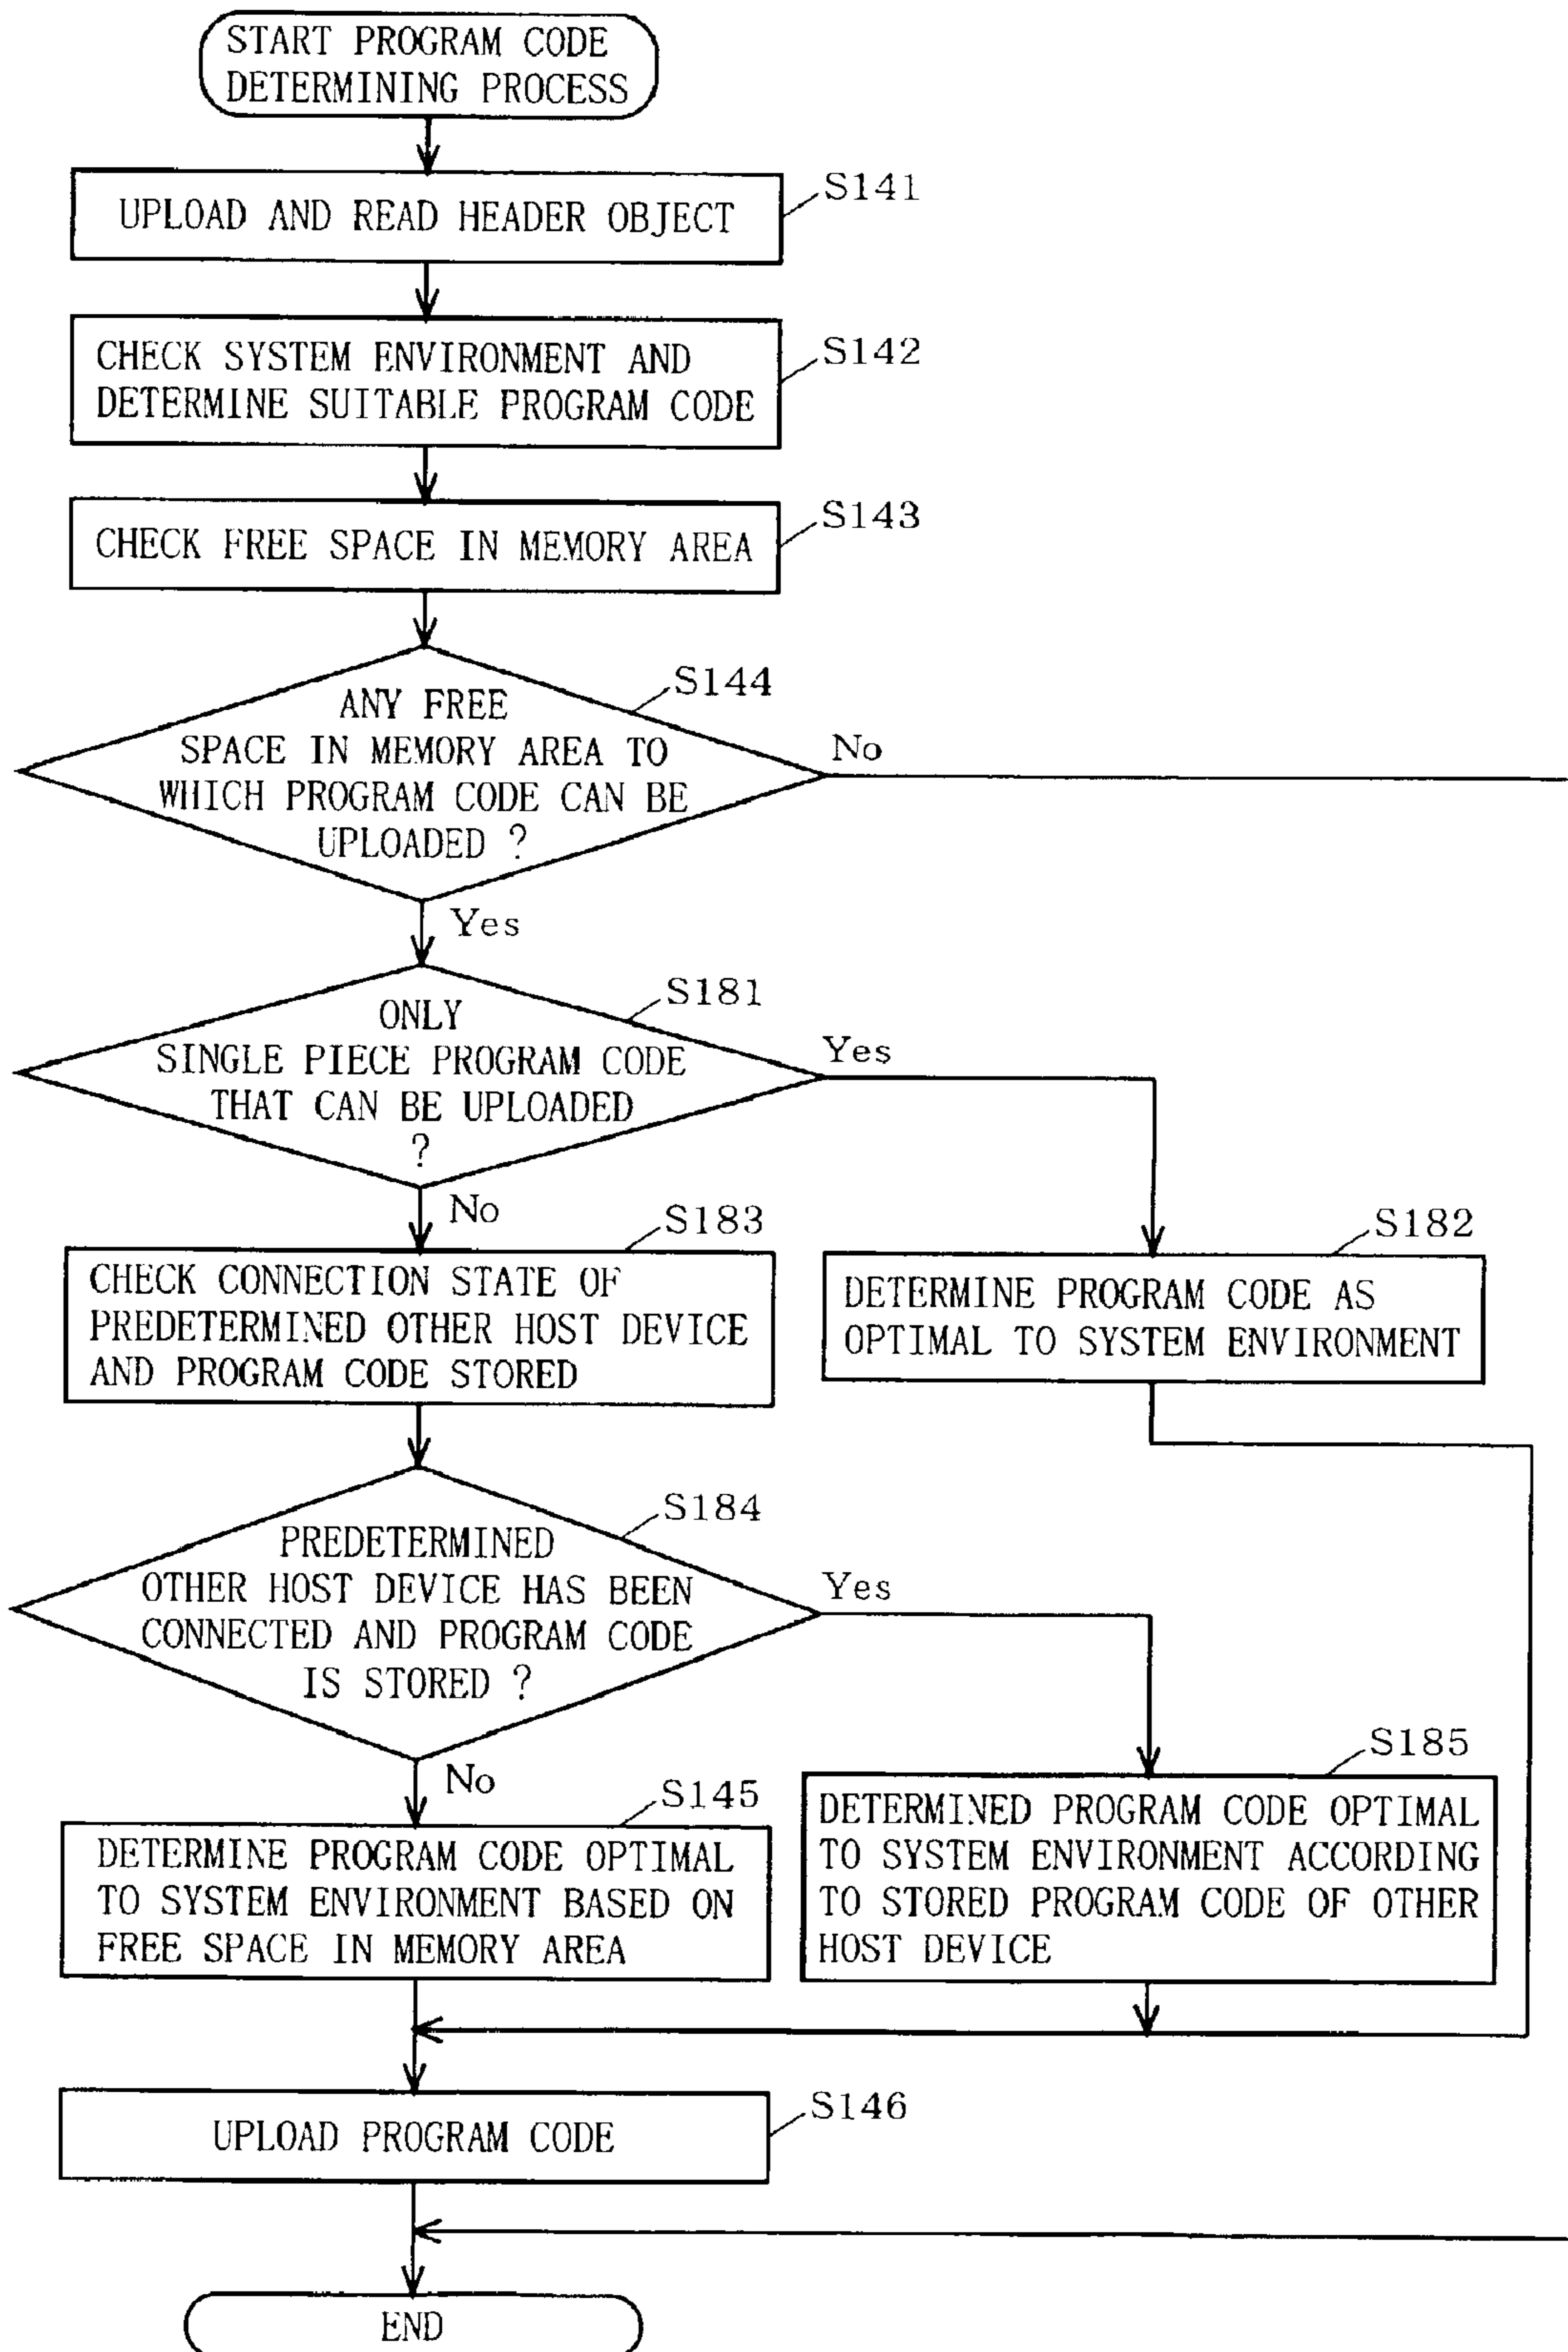 START PROGRAM CODE
DETERMINING PROCESS
S141
UPLOAD AND READ HEADER OBJECT
S142
CHECK SYSTEM ENVIRONMENT AND
DETERMINE SUITABLE PROGRAM CODE
S143
CHECK FREE SPACE IN MEMORY AREA
S144
ANY FREE
SPACE IN MEMORY AREA TO
WHICH PROGRAM CODE CAN BE
UPLOADED ?
No
Yes
S181
ONLY
SINGLE PIECE PROGRAM CODE
THAT CAN BE UPLOADED
?
Yes
No
S183
CHECK CONNECTION STATE OF
PREDETERMINED OTHER HOST DEVICE
AND PROGRAM CODE STORED
S182
DETERMINE PROGRAM CODE AS
OPTIMAL TO SYSTEM ENVIRONMENT
S184
PREDETERMINED
OTHER HOST DEVICE HAS BEEN
CONNECTED AND PROGRAM CODE
IS STORED ?
Yes
No
S145
DETERMINE PROGRAM CODE OPTIMAL
TO SYSTEM ENVIRONMENT BASED ON
FREE SPACE IN MEMORY AREA
S185
DETERMINED PROGRAM CODE OPTIMAL
TO SYSTEM ENVIRONMENT ACCORDING
TO STORED PROGRAM CODE OF OTHER
HOST DEVICE
S146
UPLOAD PROGRAM CODE
END